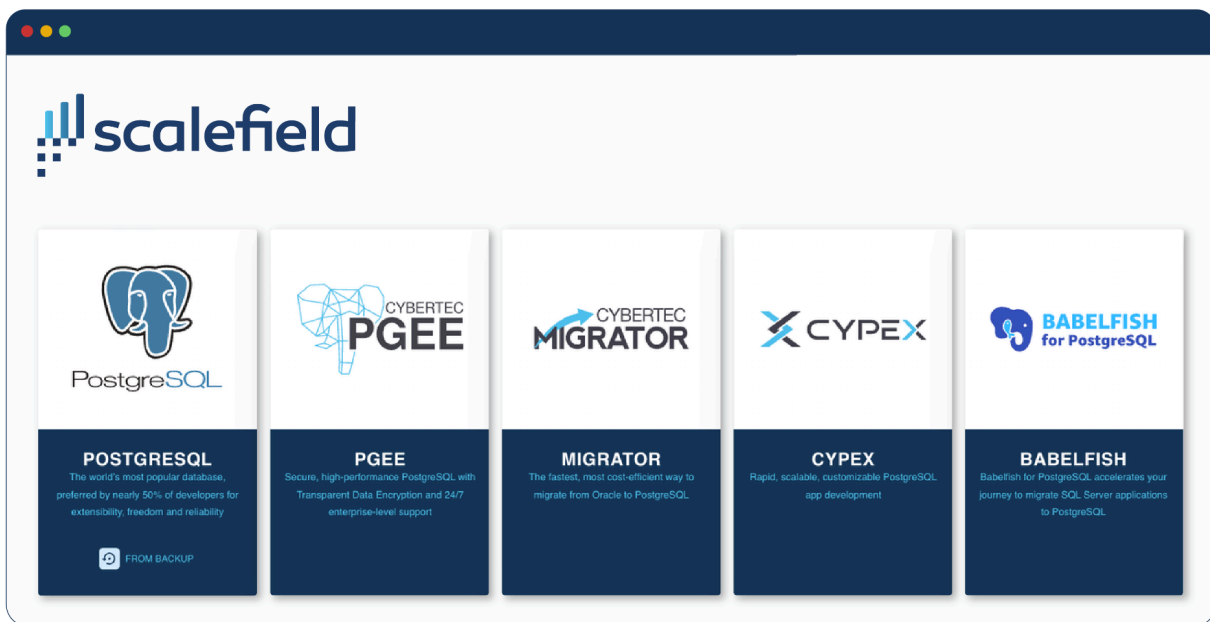 scalefield
PostgreSQL
CYBERTEC
PGEE
CYBERTEC
MIGRATOR
CYPEX
BABELFISH
for PostgreSQL
POSTGRESQL
The world's most popular database,
preferred by nearly 50% of developers for
extensibility, freedom and reliability
FROM BACKUP
PGEE
Secure, high-performance PostgreSQL with
Transparent Data Encryption and 24/7
enterprise-level support
MIGRATOR
The fastest, most cost-efficient way to
migrate from Oracle to PostgreSQL
CYPEX
Rapid, scalable, customizable PostgreSQL
app development
BABELFISH
Babelfish for PostgreSQL accelerates your
journey to migrate SQL Server applications
to PostgreSQL